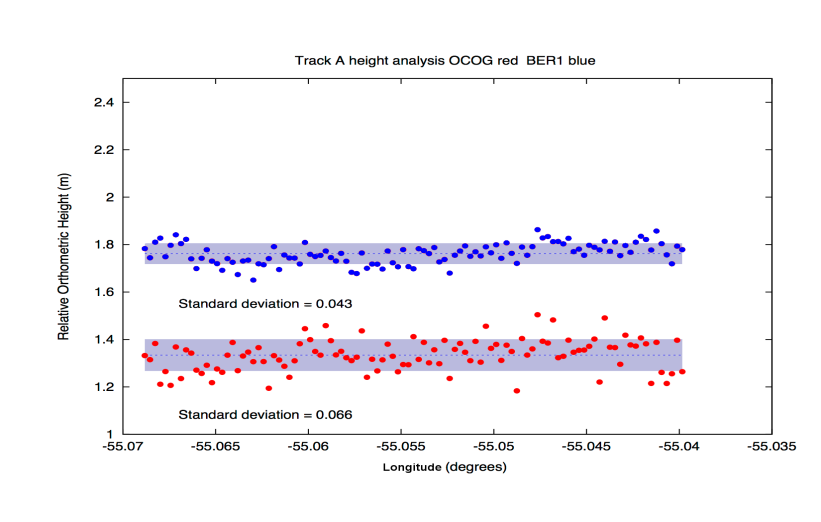 Track A height analysis OCOG red BER1 blue
Relative Orthometric Height (m)
2.4
2.2
2
1.8
1.6
1.4
1.2
1
Standard deviation = 0.043
Standard deviation = 0.066
-55.07 -55.065 -55.06 -55.055 -55.05 -55.045 -55.04 -55.035
Longitude (degrees)